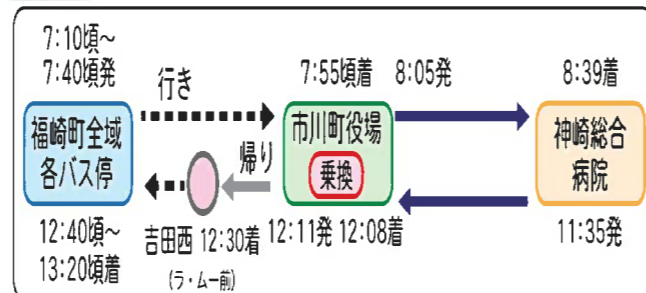 7:10頃~
7:40頃発
行き
7:55頃着 8:05発
8:39着
福崎町全域
各バス停
帰り
市川町役場
乗換
神崎総合
病院
12:40頃~
13:20頃着
吉田西 12:30着
(ラ・ムー前)
12:11発 12:08着
11:35発